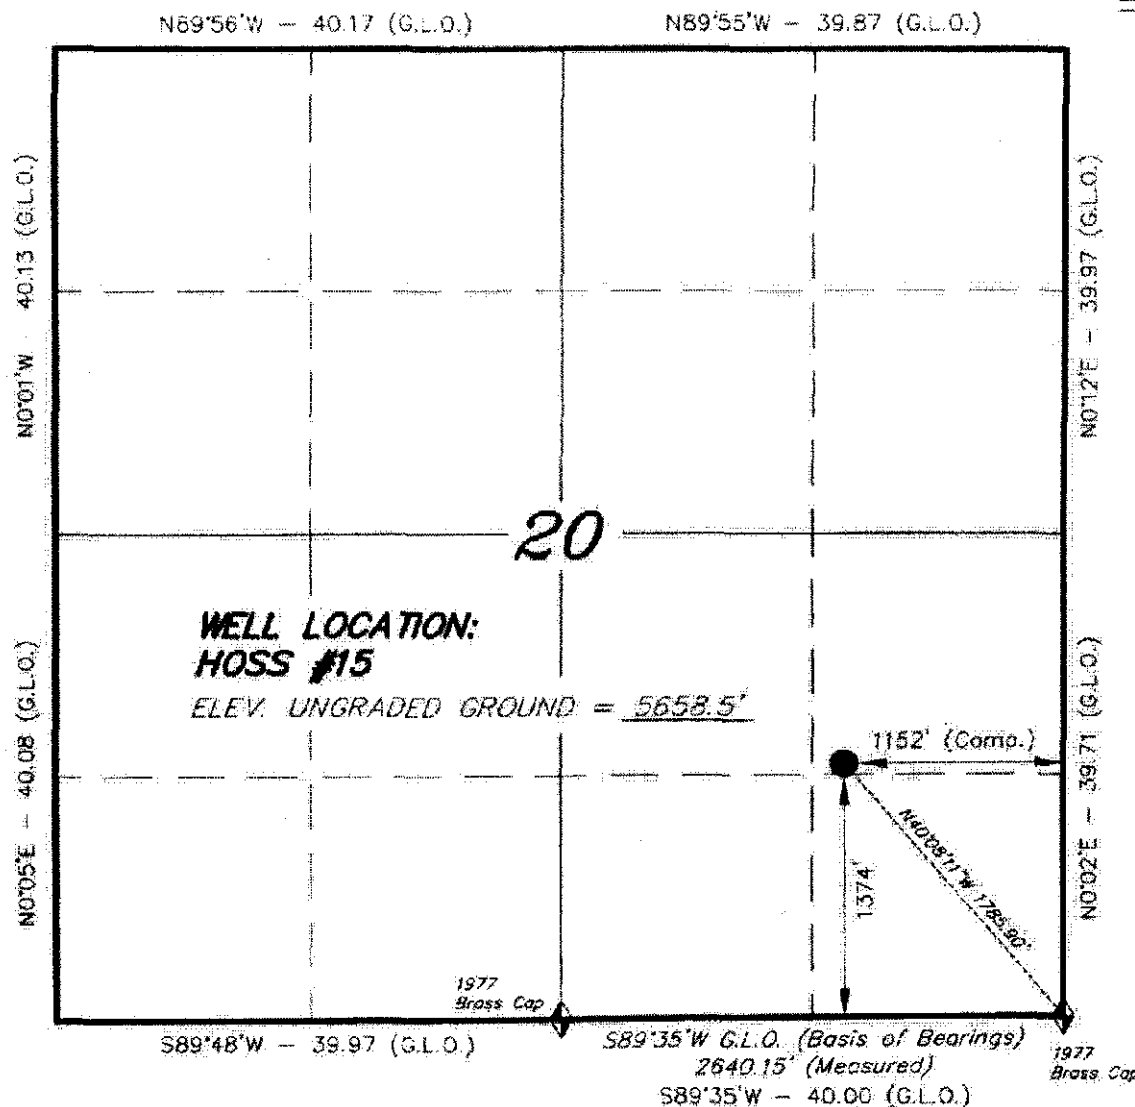 N89°56'W - 40.17 (G.L.O.)
N89°55'W - 39.87 (G.L.O.)
N0°01'W - 40.13 (G.L.O.)
N0°12'E - 39.97 (G.L.O.)
20
WELL LOCATION:
HOSS #15
ELEV. UNGRADED GROUND = 5658.5'
N0°05'E - 40.08 (G.L.O.)
1152' (Comp.)
N0°02'E - 39.71 (G.L.O.)
1374'
N40°08'11"W 1785.90'
1977
Brass Cap
S89°48'W - 39.97 (G.L.O.)
S89°35'W G.L.O. (Basis of Bearings)
2640.15' (Measured)
S89°35'W - 40.00 (G.L.O.)
1977
Brass Cap